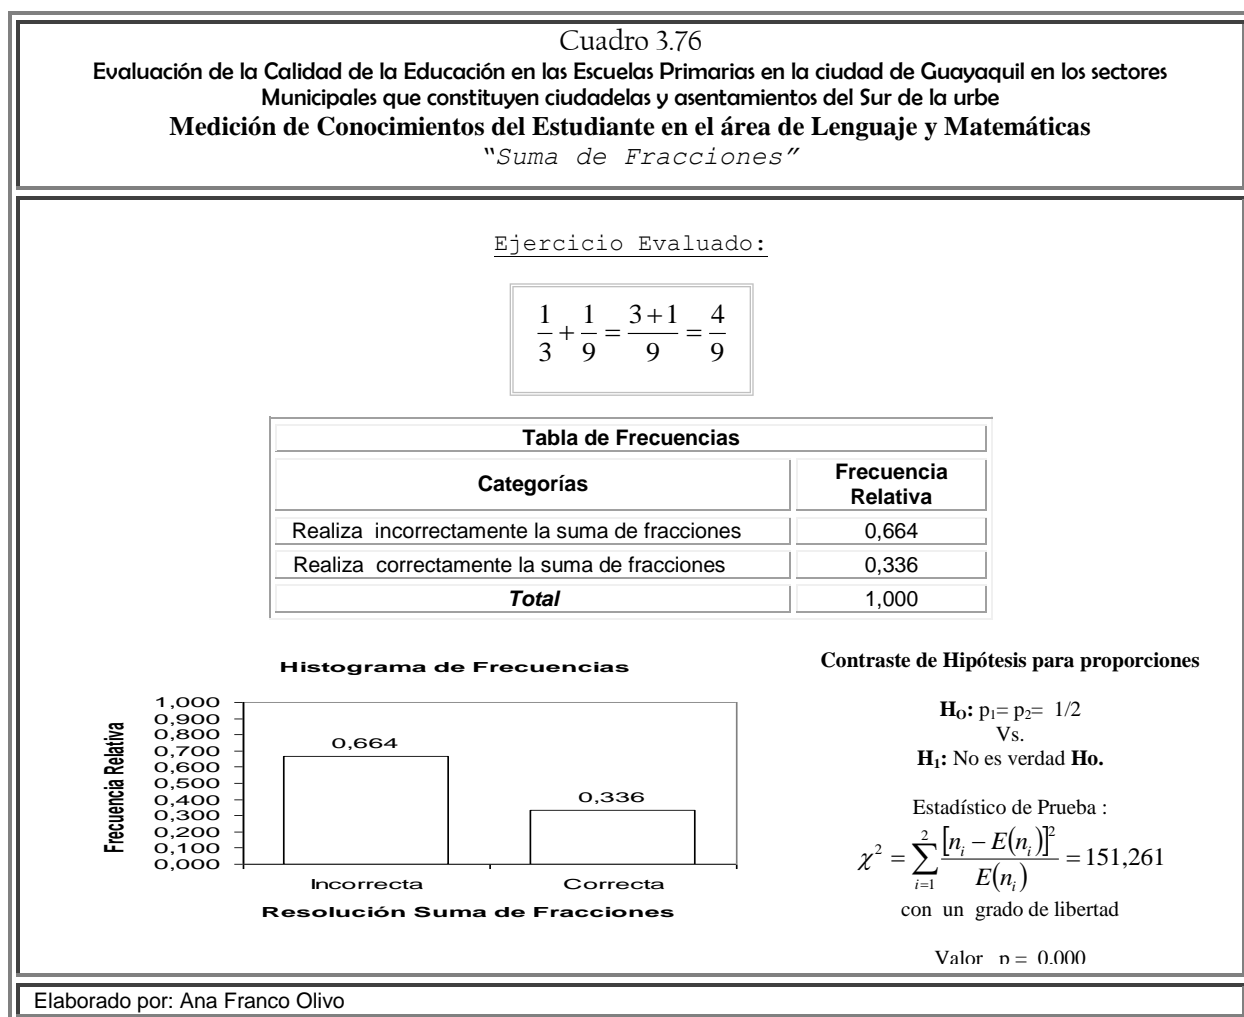 Cuadro 3.76
Evaluación de la Calidad de la Educación en las Escuelas Primarias en la ciudad de Guayaquil en los sectores
Municipales que constituyen ciudadelas y asentamientos del Sur de la urbe
Medición de Conocimientos del Estudiante en el área de Lenguaje y Matemáticas
“Suma de Fracciones”
Ejercicio Evaluado:
1/3 + 1/9 = (3+1)/9 = 4/9
Tabla de Frecuencias
Categorías Frecuencia Relativa
Realiza incorrectamente la suma de fracciones 0,664
Realiza correctamente la suma de fracciones 0,336
Total 1,000
Histograma de Frecuencias
Frecuencia Relativa
1,000
0,900
0,800
0,700
0,600
0,500
0,400
0,300
0,200
0,100
0,000
0,664
0,336
Incorrecta Correcta
Resolución Suma de Fracciones
Contraste de Hipótesis para proporciones
H₀: p₁= p₂= 1/2
Vs.
H₁: No es verdad Ho.
Estadístico de Prueba :
χ² = ∑_{i=1}^{2} [n_i − E(n_i)]² / E(n_i) = 151,261
con un grado de libertad
Valor p = 0.000
Elaborado por: Ana Franco Olivo